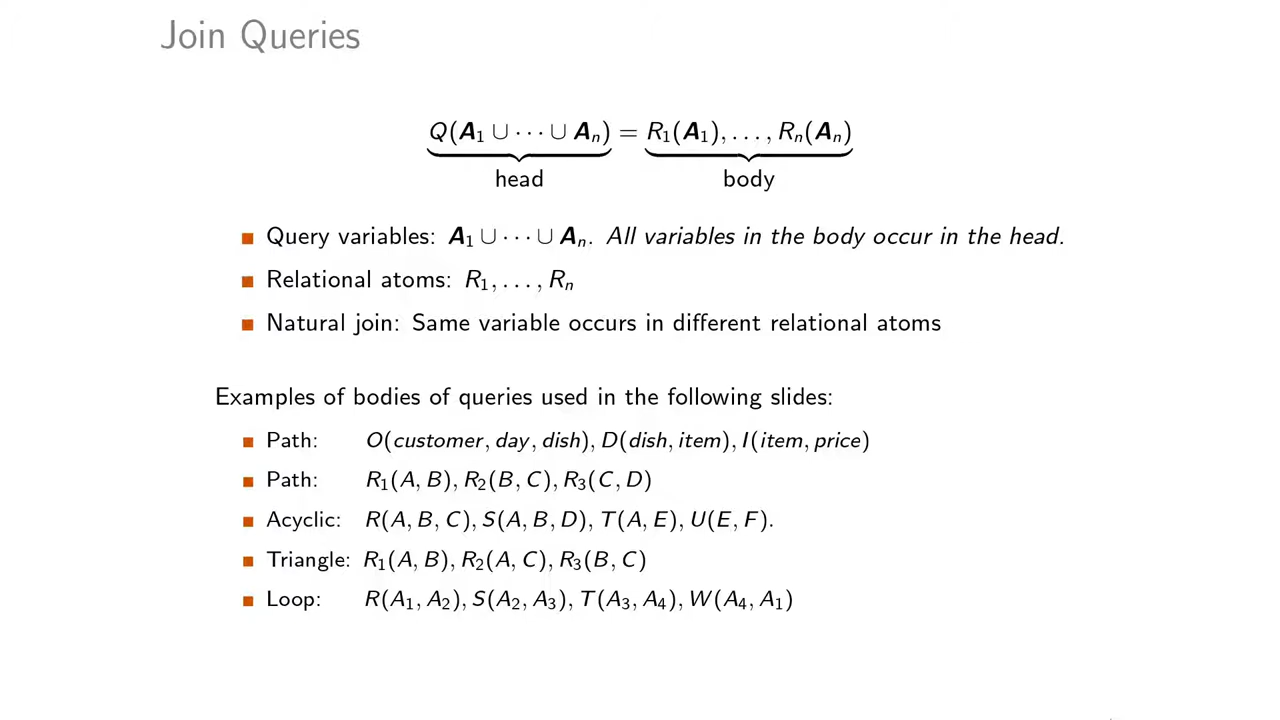 Join Queries
Q(A₁ ∪ · · · ∪ Aₙ) = R₁(A₁), . . . , Rₙ(Aₙ)
head body
■ Query variables: A₁ ∪ · · · ∪ Aₙ. All variables in the body occur in the head.
■ Relational atoms: R₁, . . . , Rₙ
■ Natural join: Same variable occurs in different relational atoms
Examples of bodies of queries used in the following slides:
■ Path: O(customer, day, dish), D(dish, item), I(item, price)
■ Path: R₁(A, B), R₂(B, C), R₃(C, D)
■ Acyclic: R(A, B, C), S(A, B, D), T(A, E), U(E, F).
■ Triangle: R₁(A, B), R₂(A, C), R₃(B, C)
■ Loop: R(A₁, A₂), S(A₂, A₃), T(A₃, A₄), W(A₄, A₁)